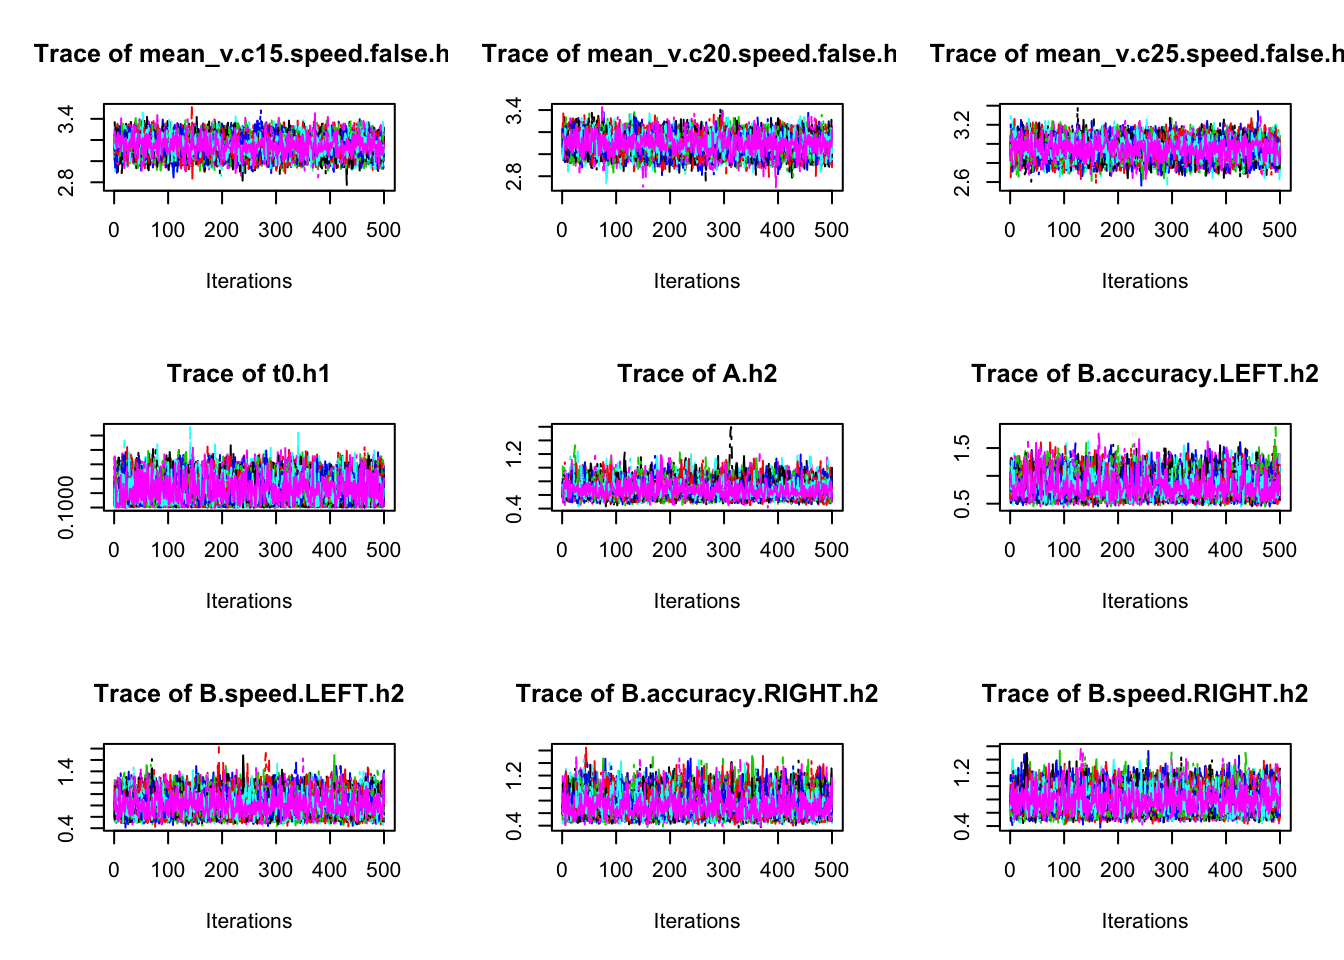 Trace of mean_v.c15.speed.false.h
3.4
2.8
0 100 200 300 400 500
Iterations
Trace of mean_v.c20.speed.false.h
3.4
2.8
0 100 200 300 400 500
Iterations
Trace of mean_v.c25.speed.false.h
3.2
2.6
0 100 200 300 400 500
Iterations
Trace of t0.h1
0.1000
0 100 200 300 400 500
Iterations
Trace of A.h2
1.2
0.4
0 100 200 300 400 500
Iterations
Trace of B.accuracy.LEFT.h2
1.5
0.5
0 100 200 300 400 500
Iterations
Trace of B.speed.LEFT.h2
1.4
0.4
0 100 200 300 400 500
Iterations
Trace of B.accuracy.RIGHT.h2
1.2
0.4
0 100 200 300 400 500
Iterations
Trace of B.speed.RIGHT.h2
1.2
0.4
0 100 200 300 400 500
Iterations